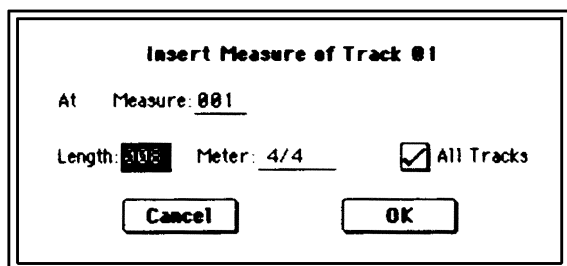 Insert Measure of Track 01
At Measure: 001
Length: 008 Meter: 4/4 All Tracks
Cancel OK